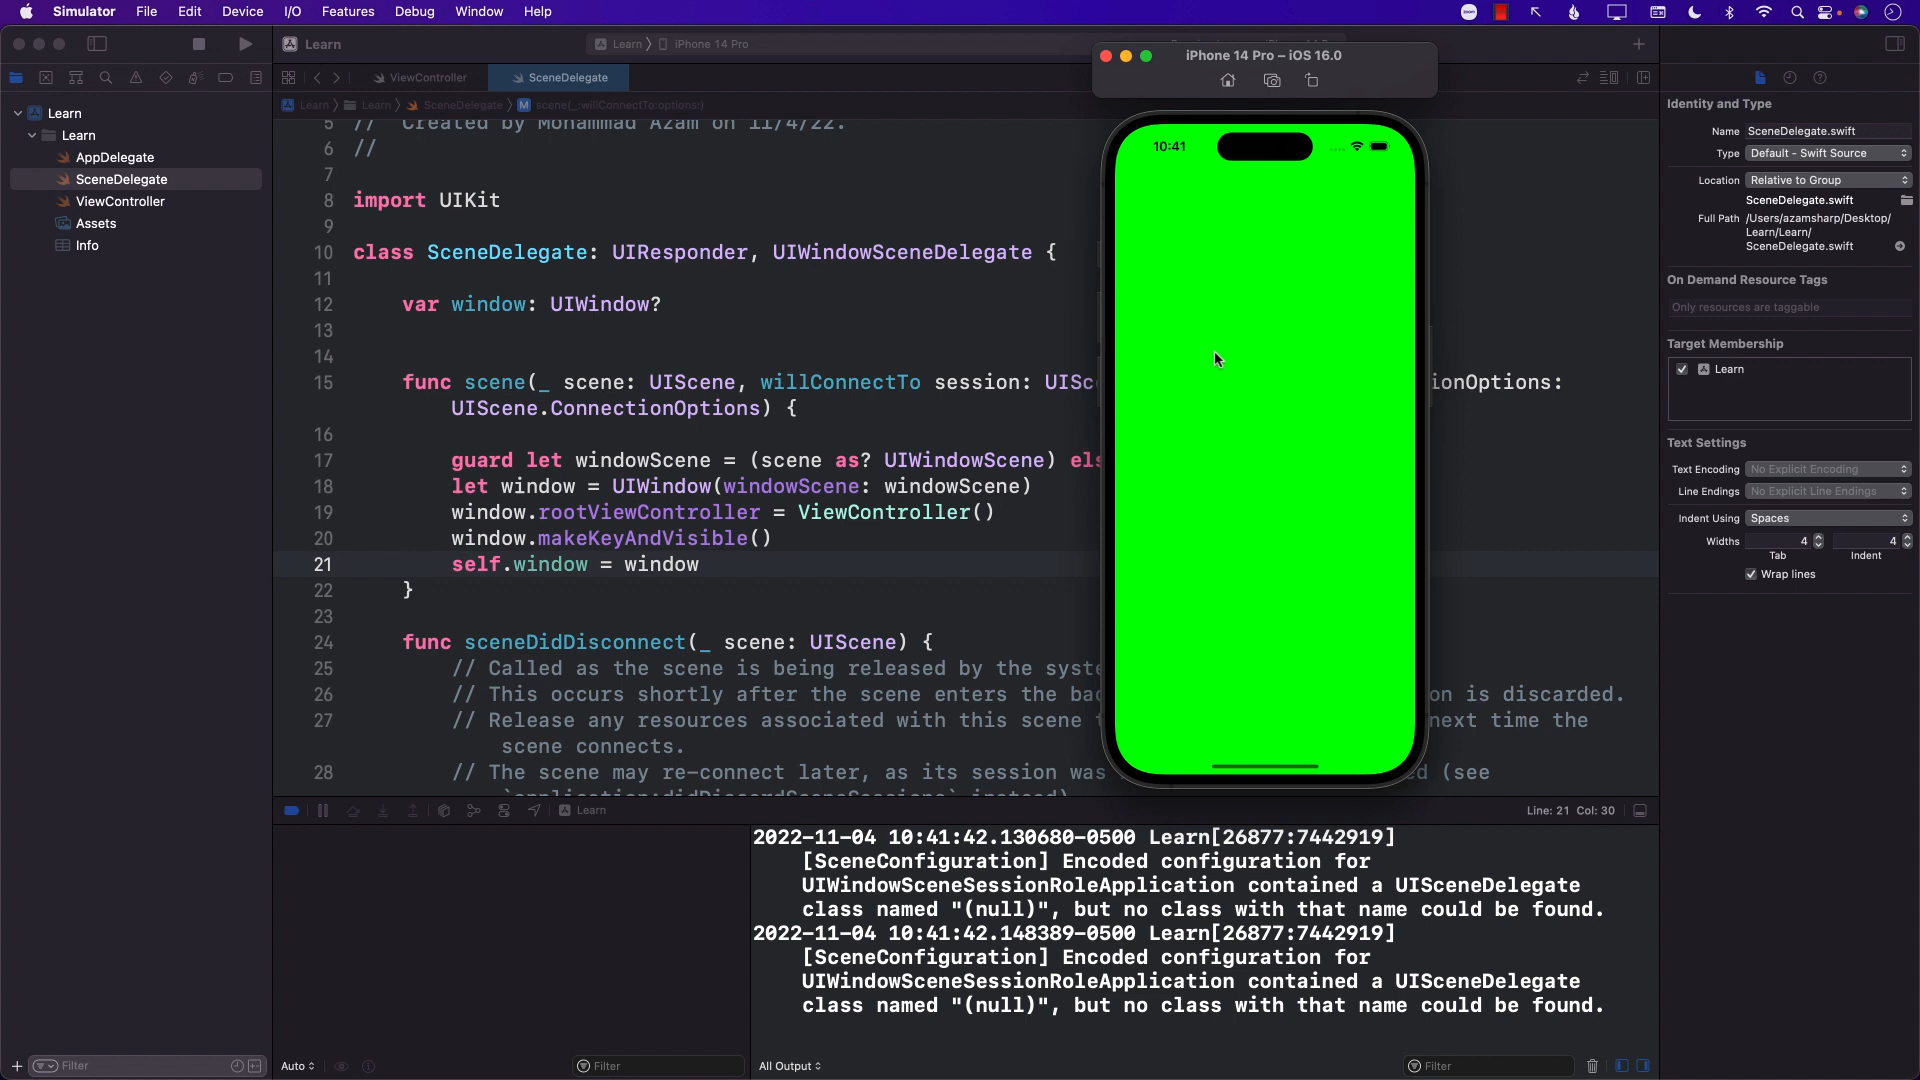 Simulator File Edit Device I/O Features Debug Window Help
Learn
Learn iPhone 14 Pro
iPhone 14 Pro – iOS 16.0
ViewController
SceneDelegate
Learn Learn SceneDelegate M scene(_:willConnectTo:options:)
Learn
Learn
AppDelegate
SceneDelegate
ViewController
Assets
Info
5 // Created by Mohammad Azam on 11/4/22.
6 //
7
8 import UIKit
9
10 class SceneDelegate: UIResponder, UIWindowSceneDelegate {
11
12 var window: UIWindow?
13
14
15 func scene(_ scene: UIScene, willConnectTo session: UISc ionOptions:
UIScene.ConnectionOptions) {
16
17 guard let windowScene = (scene as? UIWindowScene) els
18 let window = UIWindow(windowScene: windowScene)
19 window.rootViewController = ViewController()
20 window.makeKeyAndVisible()
21 self.window = window
22 }
23
24 func sceneDidDisconnect(_ scene: UIScene) {
25 // Called as the scene is being released by the syste
26 // This occurs shortly after the scene enters the bac on is discarded.
27 // Release any resources associated with this scene t next time the
scene connects.
28 // The scene may re-connect later, as its session was ed (see
`application:didDiscardSceneSessions` instead)
10:41
Learn
Line: 21 Col: 30
2022-11-04 10:41:42.130680-0500 Learn[26877:7442919]
[SceneConfiguration] Encoded configuration for
UIWindowSceneSessionRoleApplication contained a UISceneDelegate
class named "(null)", but no class with that name could be found.
2022-11-04 10:41:42.148389-0500 Learn[26877:7442919]
[SceneConfiguration] Encoded configuration for
UIWindowSceneSessionRoleApplication contained a UISceneDelegate
class named "(null)", but no class with that name could be found.
Filter
Auto
Filter
All Output
Filter
Identity and Type
Name SceneDelegate.swift
Type Default - Swift Source
Location Relative to Group
SceneDelegate.swift
Full Path /Users/azamsharp/Desktop/
Learn/Learn/
SceneDelegate.swift
On Demand Resource Tags
Only resources are taggable
Target Membership
Learn
Text Settings
Text Encoding No Explicit Encoding
Line Endings No Explicit Line Endings
Indent Using Spaces
Widths 4 4
Tab Indent
Wrap lines